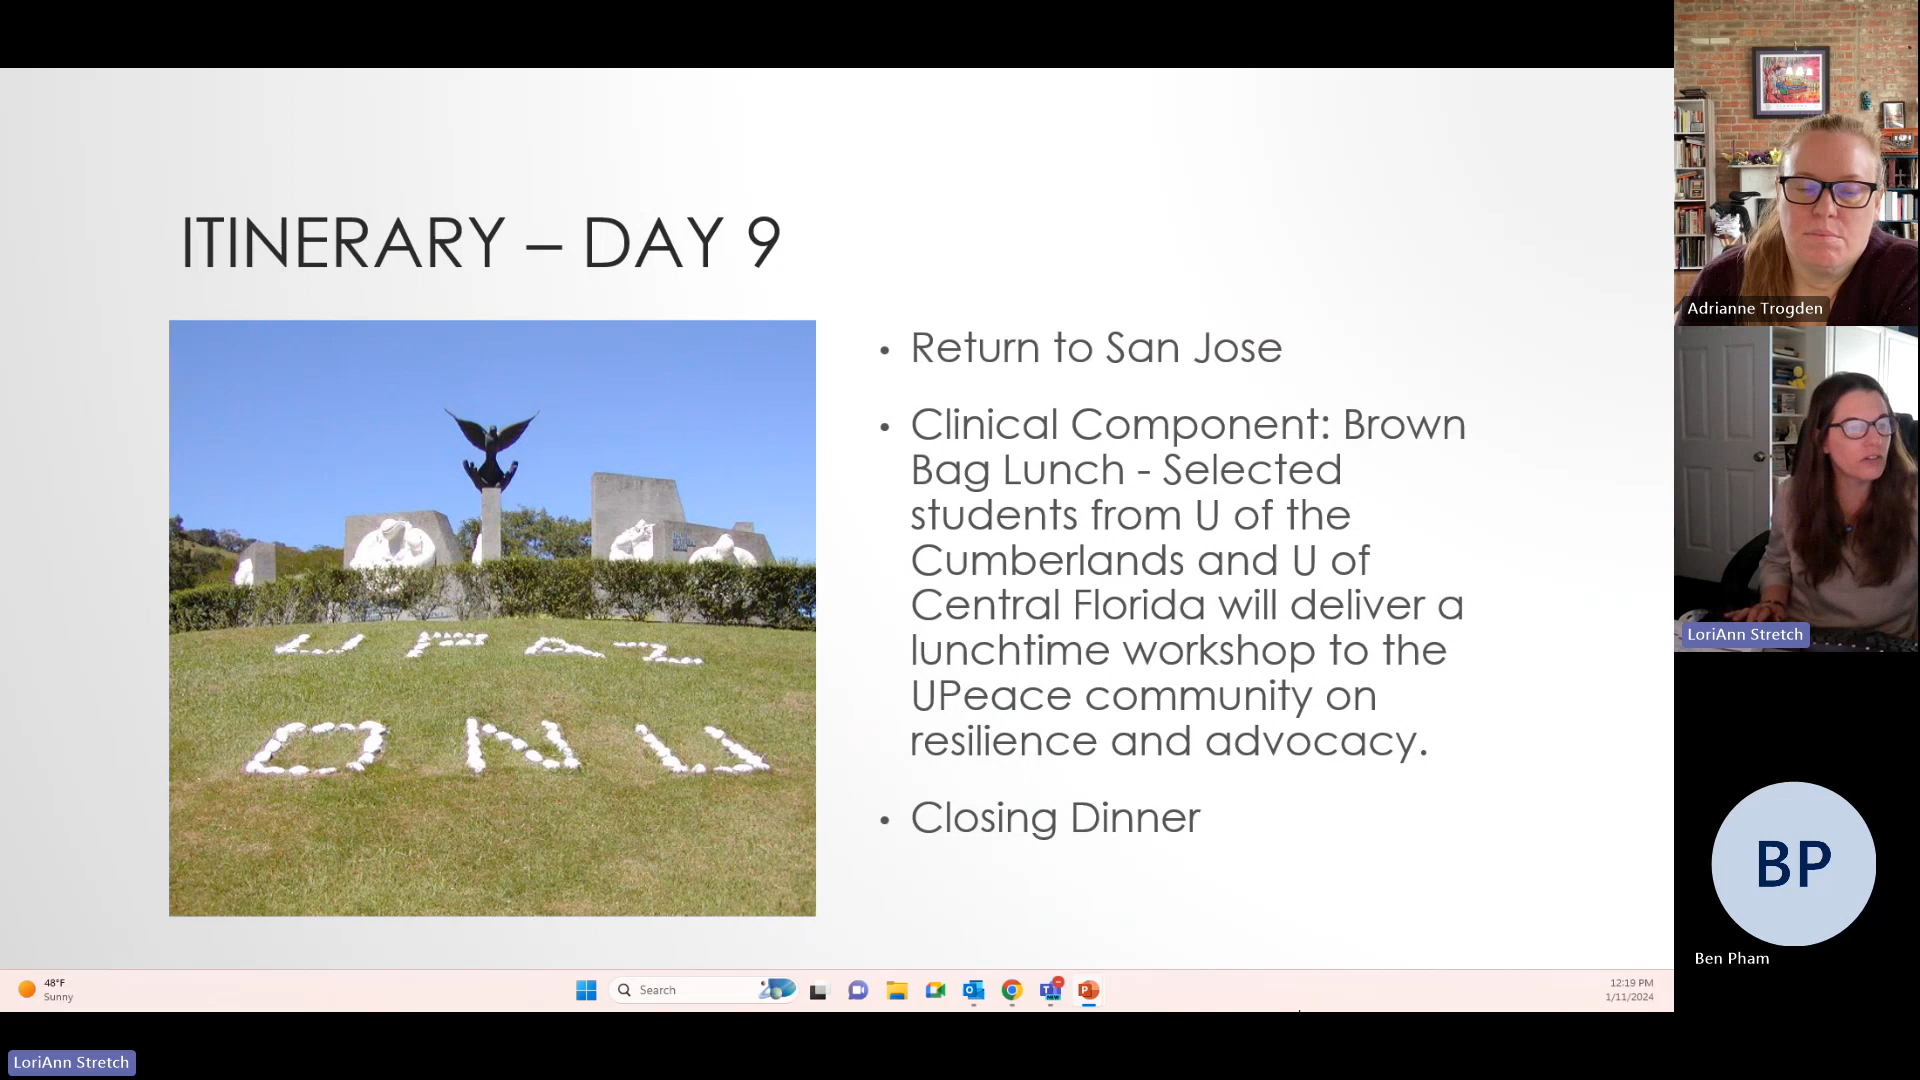 ITINERARY – DAY 9
UPAZ
ONU
• Return to San Jose
• Clinical Component: Brown
Bag Lunch - Selected
students from U of the
Cumberlands and U of
Central Florida will deliver a
lunchtime workshop to the
UPeace community on
resilience and advocacy.
• Closing Dinner
Adrianne Trogden
LoriAnn Stretch
BP
Ben Pham
48°F
Sunny
Search
12:19 PM
1/11/2024
LoriAnn Stretch